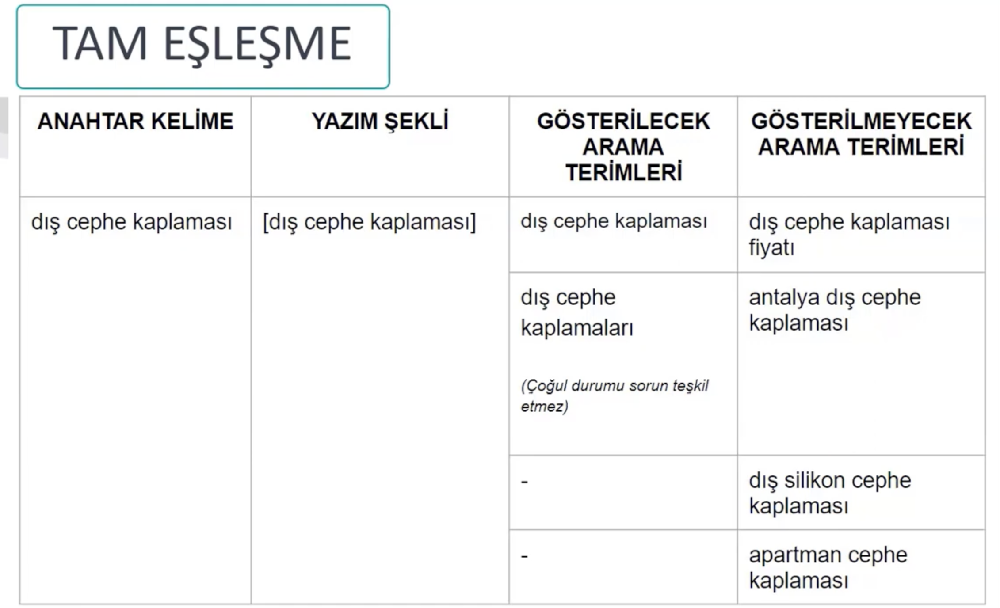 TAM EŞLEŞME
ANAHTAR KELİME
YAZIM ŞEKLİ
GÖSTERİLECEK
ARAMA
TERİMLERİ
GÖSTERİLMEYECEK
ARAMA TERİMLERİ
dış cephe kaplaması
[dış cephe kaplaması]
dış cephe kaplaması
dış cephe kaplaması
fiyatı
dış cephe
kaplamaları
(Çoğul durumu sorun teşkil
etmez)
antalya dış cephe
kaplaması
-
dış silikon cephe
kaplaması
-
apartman cephe
kaplaması